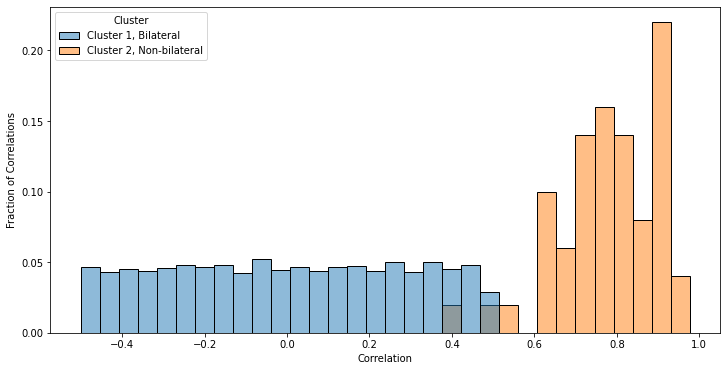 Cluster
Cluster 1, Bilateral
Cluster 2, Non-bilateral
Fraction of Correlations
0.20
0.15
0.10
0.05
0.00
−0.4
−0.2
0.0
0.2
0.4
0.6
0.8
1.0
Correlation